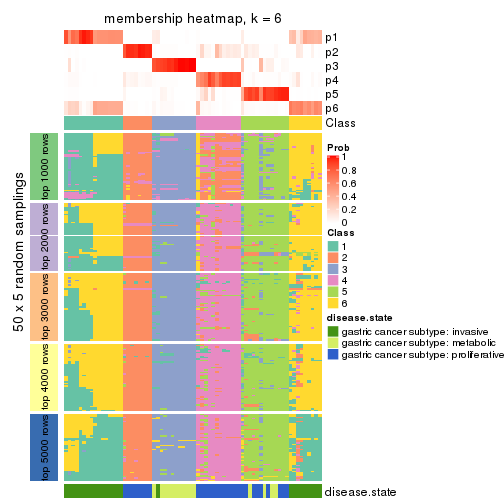 membership heatmap, k = 6
p1
p2
p3
p4
p5
p6
Class
50 x 5 random samplings
top 1000 rows
top 2000 rows
top 3000 rows
top 4000 rows
top 5000 rows
Prob
1
0.8
0.6
0.4
0.2
0
Class
1
2
3
4
5
6
disease.state
gastric cancer subtype: invasive
gastric cancer subtype: metabolic
gastric cancer subtype: proliferative
disease.state